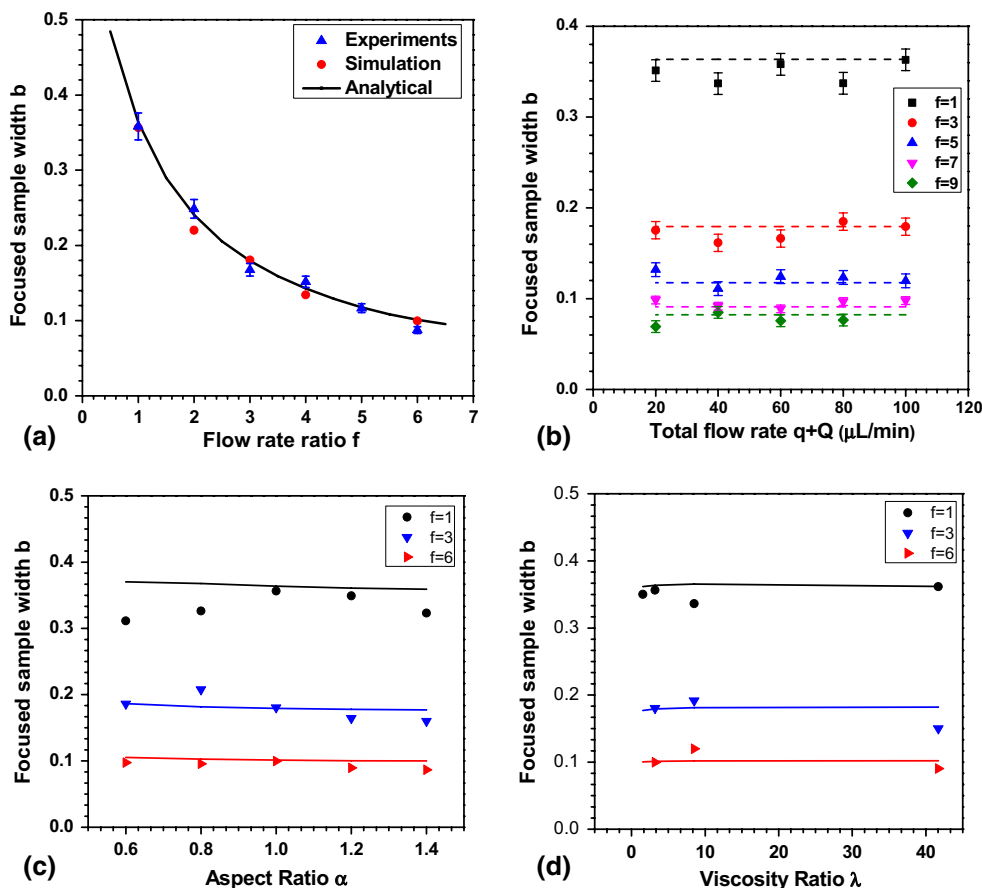 Experiments
Simulation
Analytical
Focused sample width b
0.5
0.4
0.3
0.2
0.1
0.0
0 1 2 3 4 5 6 7
Flow rate ratio f
(a)
f=1
f=3
f=5
f=7
f=9
Focused sample width b
0.4
0.3
0.2
0.1
0.0
0 20 40 60 80 100 120
Total flow rate q+Q (μL/min)
(b)
f=1
f=3
f=6
Focused sample width b
0.5
0.4
0.3
0.2
0.1
0.0
0.6 0.8 1.0 1.2 1.4
Aspect Ratio α
(c)
f=1
f=3
f=6
Focused sample width b
0.5
0.4
0.3
0.2
0.1
0.0
0 10 20 30 40
Viscosity Ratio λ
(d)